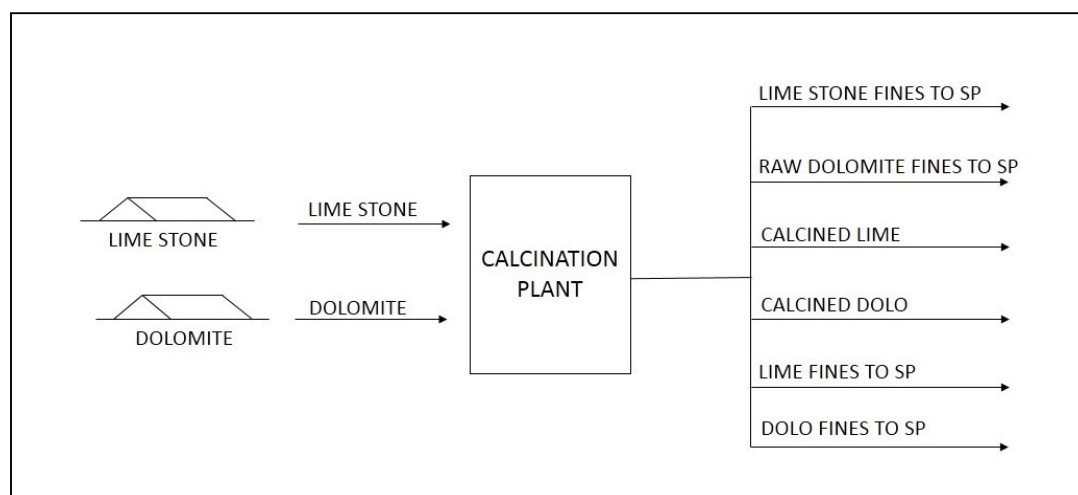 LIME STONE
DOLOMITE
LIME STONE
DOLOMITE
CALCINATION
PLANT
LIME STONE FINES TO SP
RAW DOLOMITE FINES TO SP
CALCINED LIME
CALCINED DOLO
LIME FINES TO SP
DOLO FINES TO SP